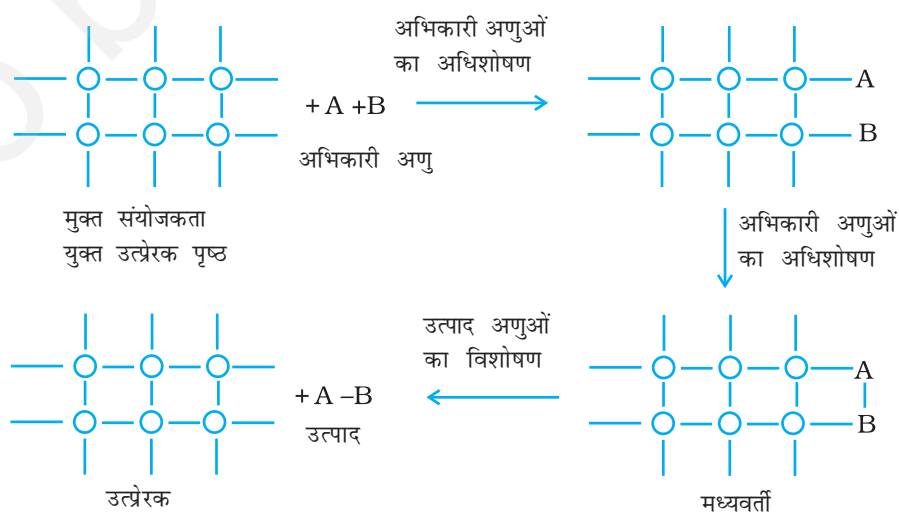 अभिकारी अणुओं
का अधिशोषण
+ A +B
अभिकारी अणु
A
B
मुक्त संयोजकता
युक्त उत्प्रेरक पृष्ठ
अभिकारी अणुओं
का अधिशोषण
उत्पाद अणुओं
का विशोषण
+ A –B
उत्पाद
A
B
उत्प्रेरक
मध्यवर्ती